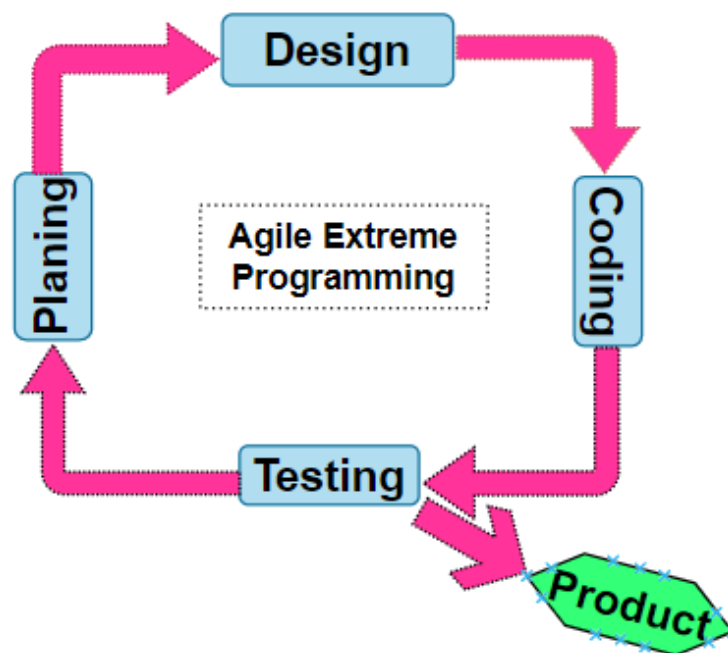 Design
Planing
Coding
Agile Extreme
Programming
Testing
Product